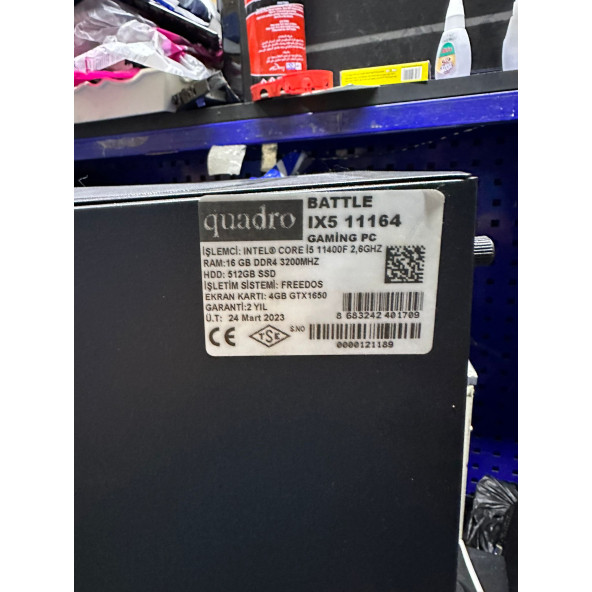 quadro
BATTLE
IX5 11164
GAMİNG PC
İŞLEMCİ: INTEL® CORE İ5 11400F 2,6GHZ
RAM:16 GB DDR4 3200MHZ
HDD: 512GB SSD
İŞLETİM SİSTEMİ: FREEDOS
EKRAN KARTI: 4GB GTX1650
GARANTİ:2 YIL
Ü.T: 24 Mart 2023
8 683242 401709
CE
TSE
S.NO
0000121189